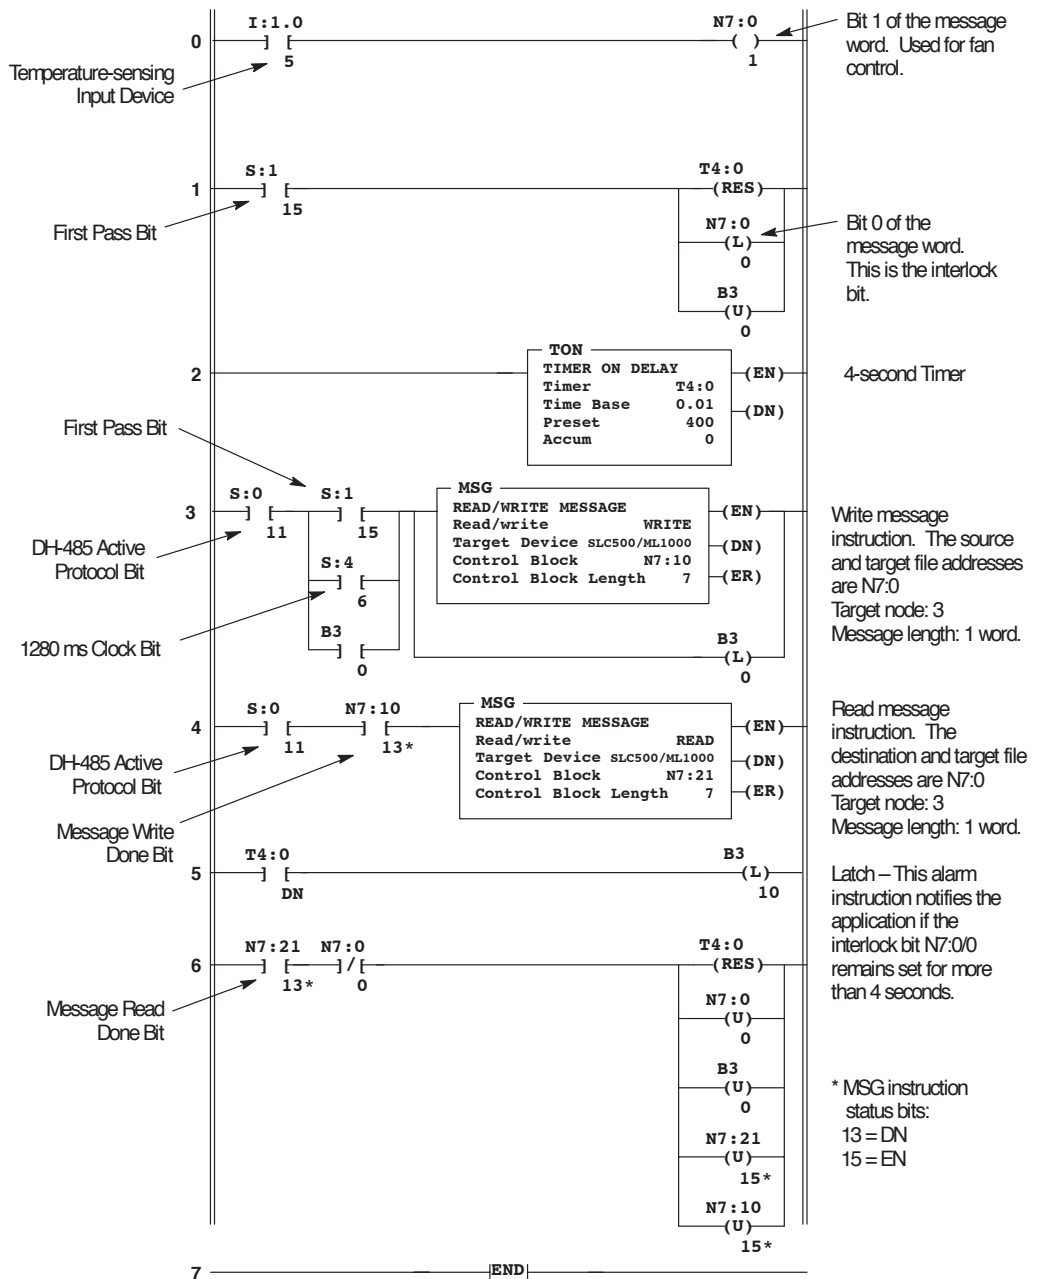 I:1.0
0
] [
5
Temperature-sensing
Input Device
N7:0
( )
1
Bit 1 of the message
word. Used for fan
control.
S:1
1
] [
15
First Pass Bit
T4:0
(RES)
N7:0
(L)
0
B3
(U)
0
Bit 0 of the
message word.
This is the interlock
bit.
2
TON
TIMER ON DELAY
Timer T4:0
Time Base 0.01
Preset 400
Accum 0
(EN)
(DN)
4-second Timer
First Pass Bit
3
S:0
] [
11
S:1
] [
15
S:4
] [
6
B3
] [
0
DH-485 Active
Protocol Bit
1280 ms Clock Bit
MSG
READ/WRITE MESSAGE
Read/write WRITE
Target Device SLC500/ML1000
Control Block N7:10
Control Block Length 7
(EN)
(DN)
(ER)
B3
(L)
0
Write message
instruction. The source
and target file addresses
are N7:0
Target node: 3
Message length: 1 word.
4
S:0
] [
11
N7:10
] [
13*
DH-485 Active
Protocol Bit
Message Write
Done Bit
MSG
READ/WRITE MESSAGE
Read/write READ
Target Device SLC500/ML1000
Control Block N7:21
Control Block Length 7
(EN)
(DN)
(ER)
Read message
instruction. The
destination and target file
addresses are N7:0
Target node: 3
Message length: 1 word.
5
T4:0
] [
DN
B3
(L)
10
Latch – This alarm
instruction notifies the
application if the
interlock bit N7:0/0
remains set for more
than 4 seconds.
6
N7:21
] [
13*
N7:0
]/[
0
Message Read
Done Bit
T4:0
(RES)
N7:0
(U)
0
B3
(U)
0
N7:21
(U)
15*
N7:10
(U)
15*
* MSG instruction
status bits:
13 = DN
15 = EN
7
END